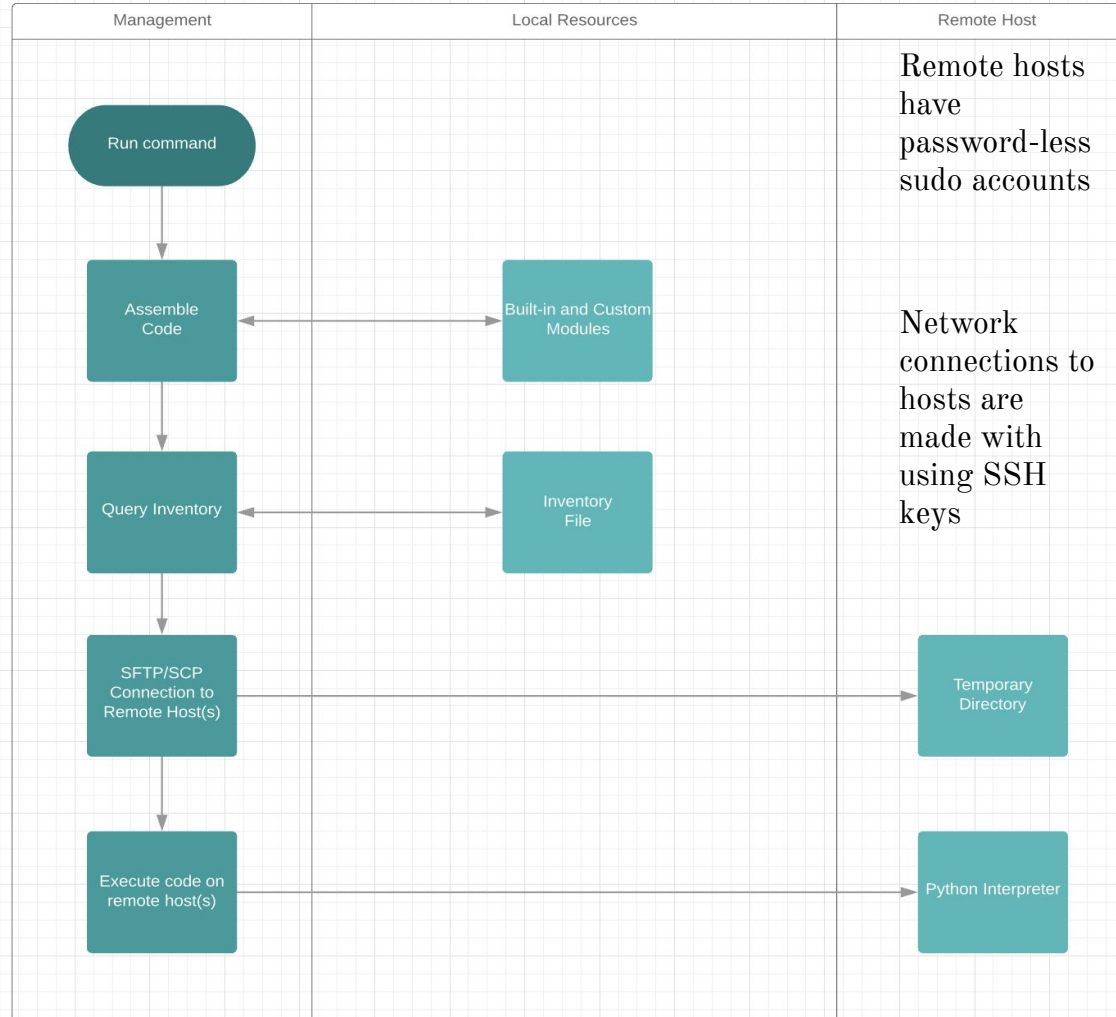 Management
Local Resources
Remote Host
Remote hosts
have
password-less
sudo accounts
Run command
Assemble
Code
Built-in and Custom
Modules
Network
connections to
hosts are
made with
using SSH
keys
Query Inventory
Inventory
File
SFTP/SCP
Connection to
Remote Host(s)
Temporary
Directory
Execute code on
remote host(s)
Python Interpreter